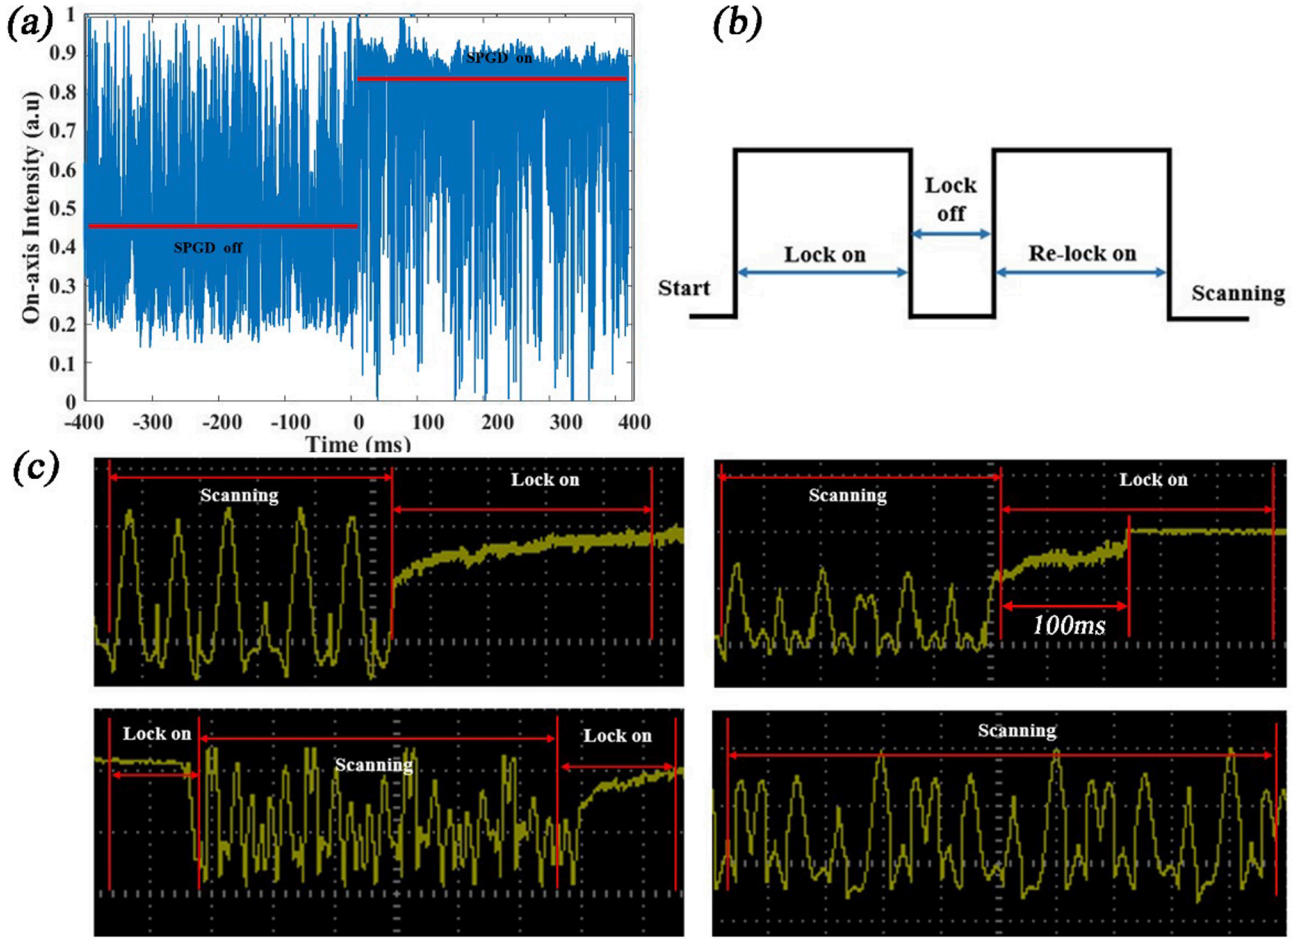 (a)
1
0.9
0.8
0.7
0.6
0.5
0.4
0.3
0.2
0.1
0
On-axis Intensity (a.u)
SPGD off
SPGD on
-400 -300 -200 -100 0 100 200 300 400
Time (ms)
(b)
Start
Lock on
Lock
off
Re-lock on
Scanning
(c)
Scanning
Lock on
Scanning
Lock on
100ms
Lock on
Scanning
Lock on
Scanning